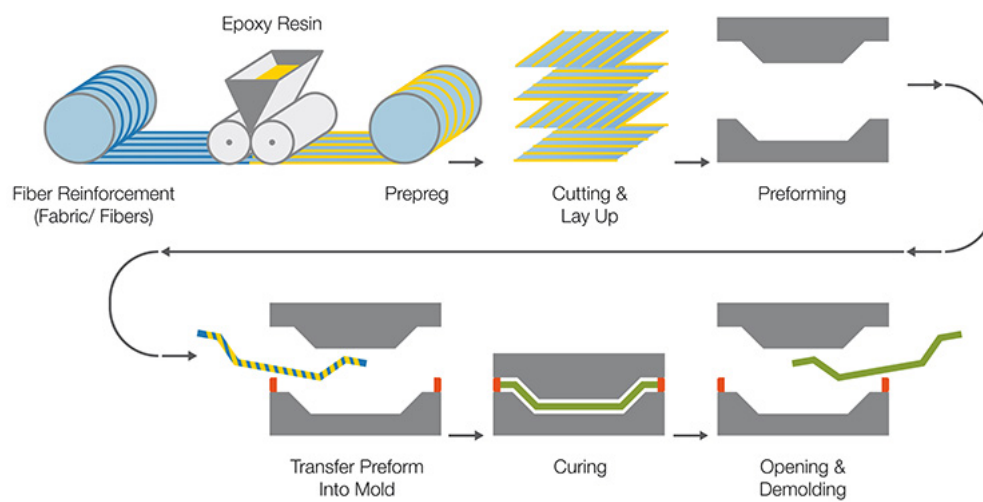 Epoxy Resin
Fiber Reinforcement
(Fabric/ Fibers)
Prepreg
Cutting &
Lay Up
Preforming
Transfer Preform
Into Mold
Curing
Opening &
Demolding